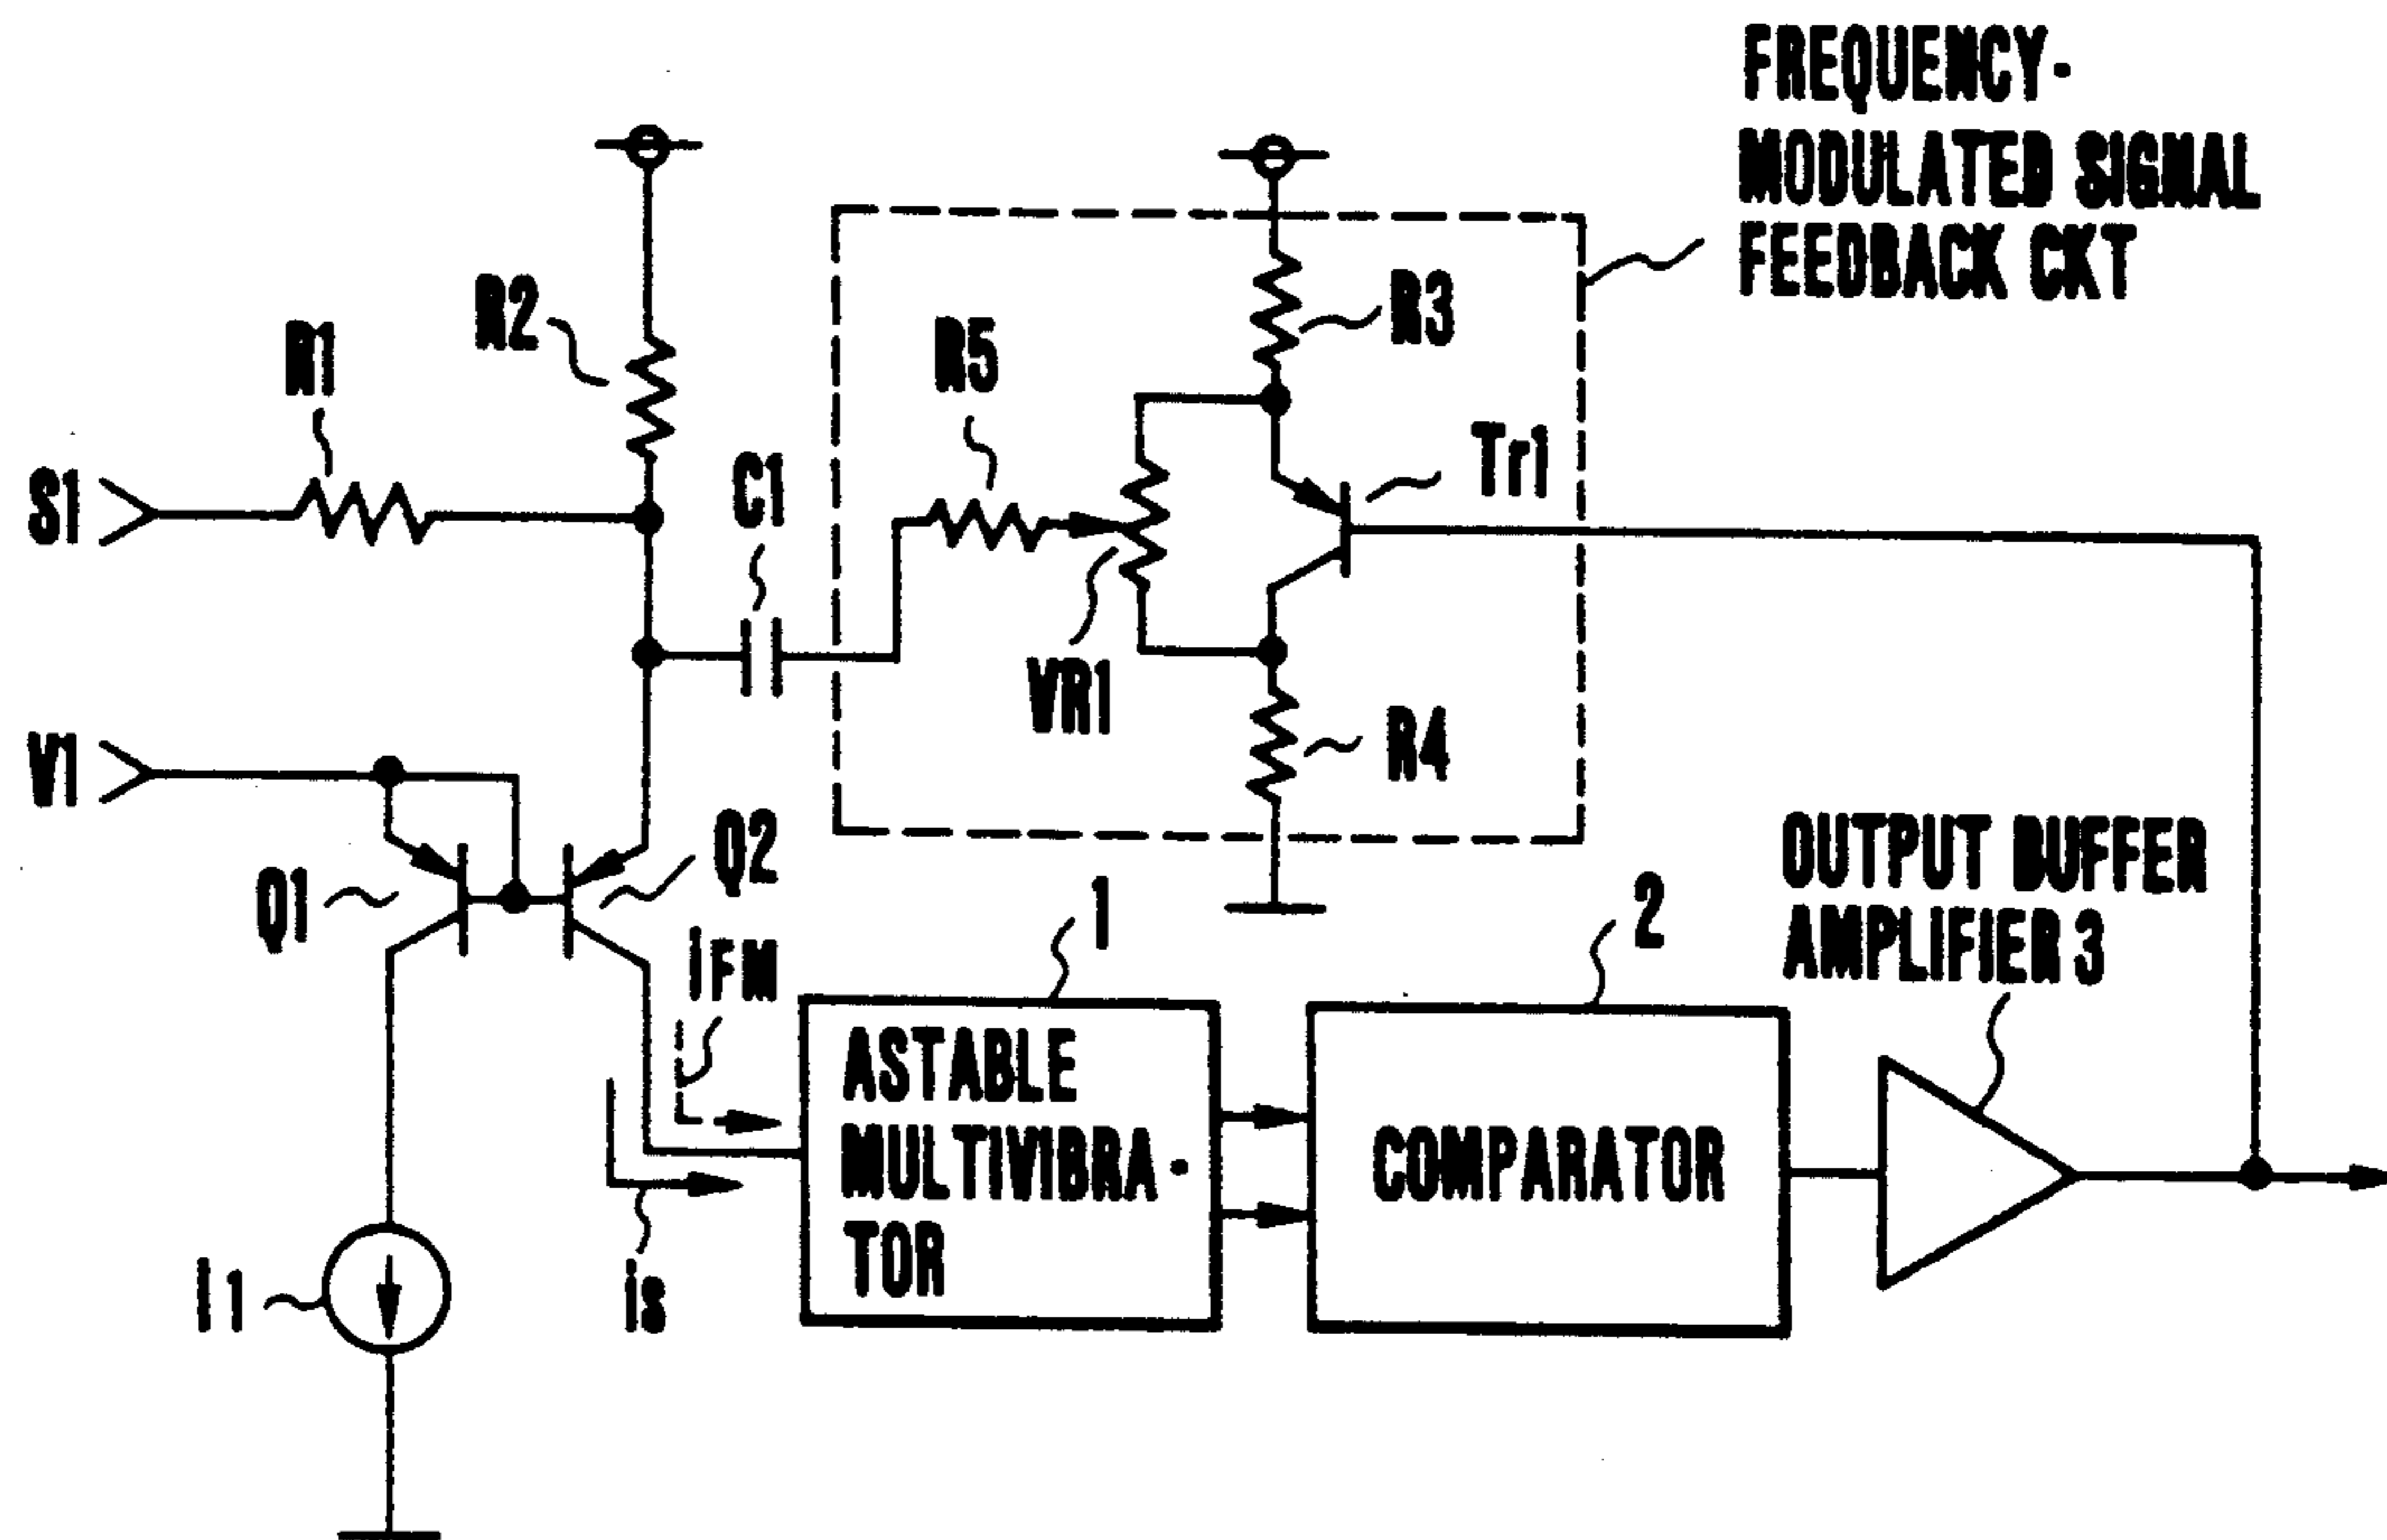 FREQUENCY-
MODULATED SIGNAL
FEEDBACK CKT
R1
R2
R5
R3
S1
C1
Tr1
VR1
R4
V1
Q1
Q2
iFM
1
2
OUTPUT BUFFER
AMPLIFIER 3
ASTABLE
MULTIVIBRA-
TOR
COMPARATOR
I1
is